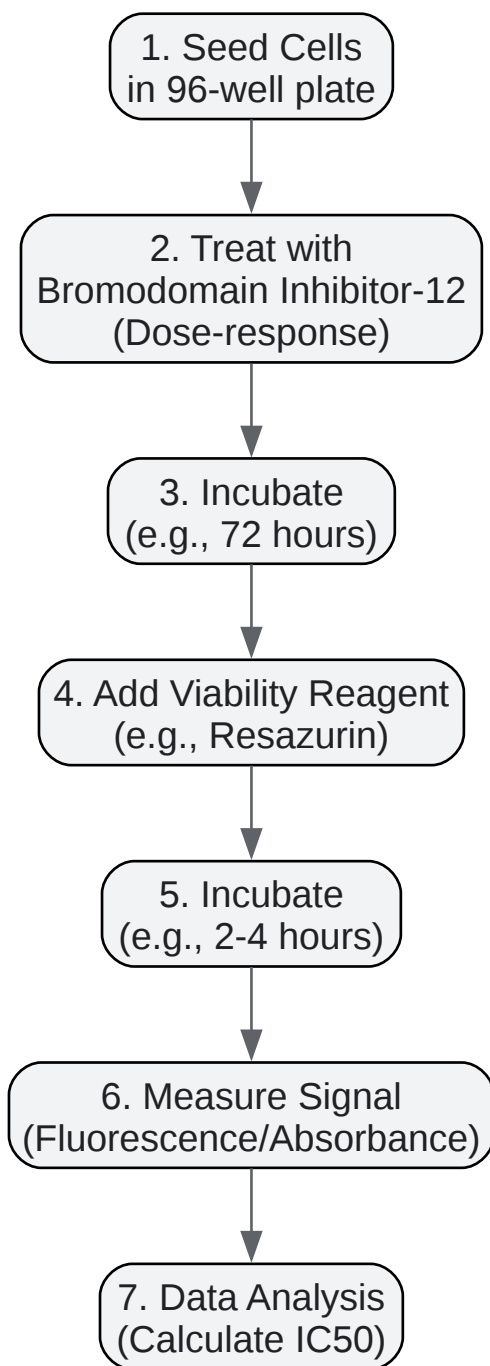 1. Seed Cells
in 96-well plate
2. Treat with
Bromodomain Inhibitor-12
(Dose-response)
3. Incubate
(e.g., 72 hours)
4. Add Viability Reagent
(e.g., Resazurin)
5. Incubate
(e.g., 2-4 hours)
6. Measure Signal
(Fluorescence/Absorbance)
7. Data Analysis
(Calculate IC50)